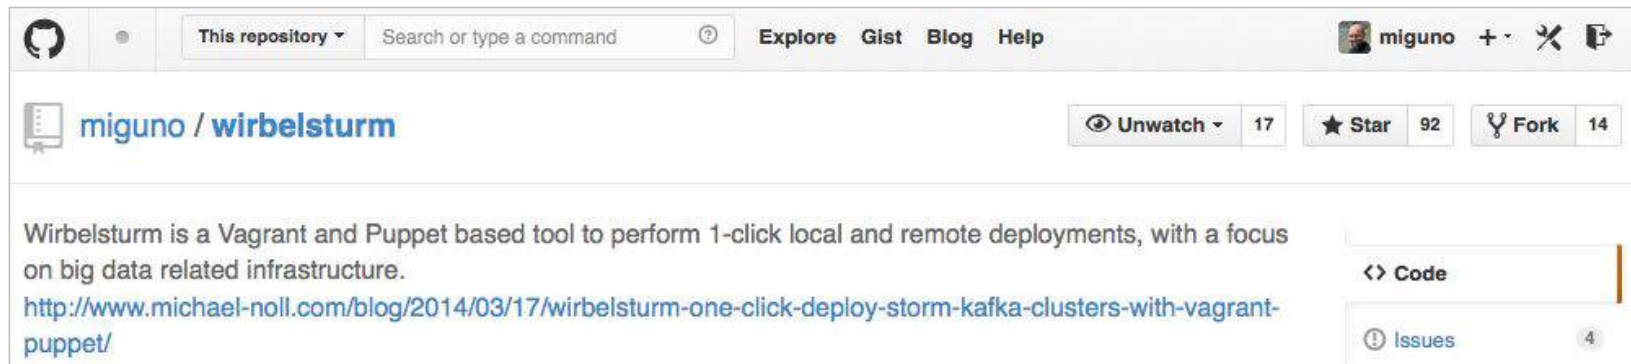 This repository Search or type a command Explore Gist Blog Help miguno
miguno / wirbelsturm Unwatch 17 Star 92 Fork 14
Wirbelsturm is a Vagrant and Puppet based tool to perform 1-click local and remote deployments, with a focus
on big data related infrastructure.
http://www.michael-noll.com/blog/2014/03/17/wirbelsturm-one-click-deploy-storm-kafka-clusters-with-vagrant-
puppet/
<> Code
Issues 4